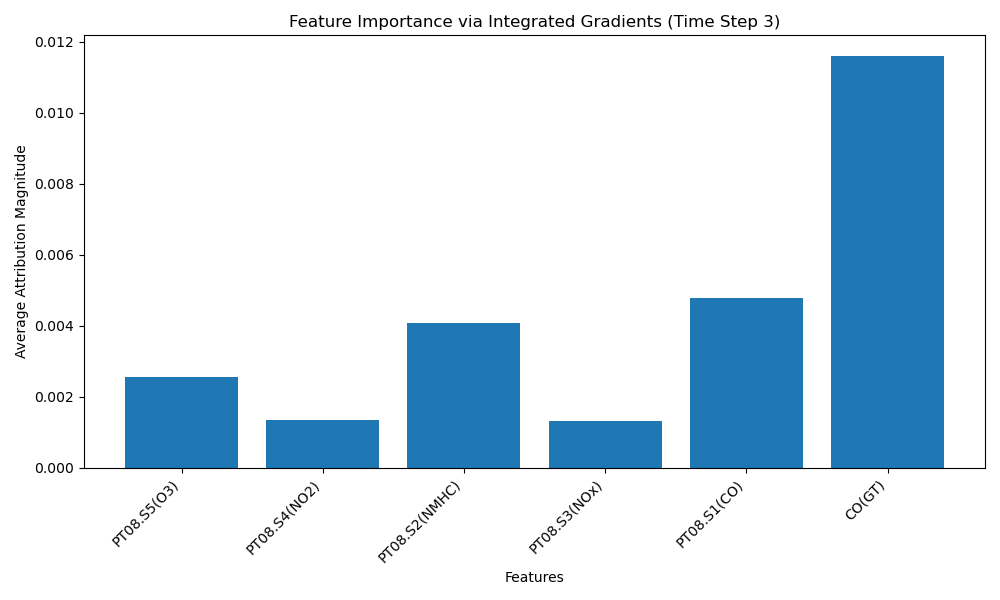 Feature Importance via Integrated Gradients (Time Step 3)
Average Attribution Magnitude
0.012
0.010
0.008
0.006
0.004
0.002
0.000
PT08.S5(O3)
PT08.S4(NO2)
PT08.S2(NMHC)
PT08.S3(NOx)
PT08.S1(CO)
CO(GT)
Features